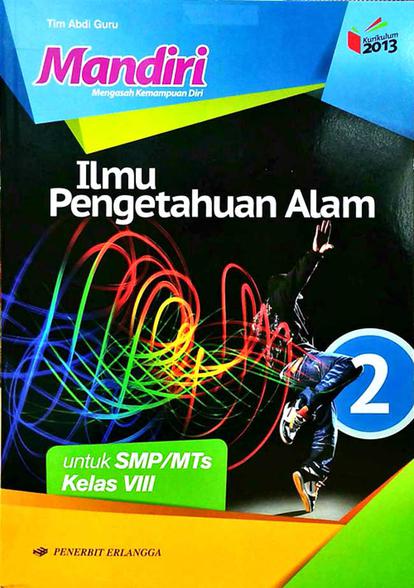 Tim Abdi Guru
Mandiri
Mengasah Kemampuan Diri
Kurikulum
2013
Ilmu
Pengetahuan Alam
2
untuk SMP/MTs
Kelas VIII
PENERBIT ERLANGGA